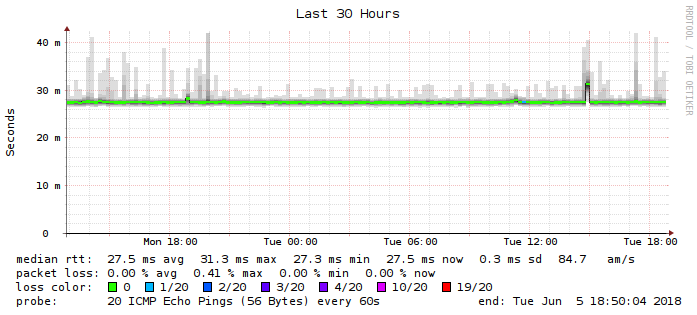 Last 30 Hours
RRDTOOL / TOBI OETIKER
Seconds
40 m
30 m
20 m
10 m
0
Mon 18:00 Tue 00:00 Tue 06:00 Tue 12:00 Tue 18:00
median rtt: 27.5 ms avg 31.3 ms max 27.3 ms min 27.5 ms now 0.3 ms sd 84.7 am/s
packet loss: 0.00 % avg 0.41 % max 0.00 % min 0.00 % now
loss color: 0 1/20 2/20 3/20 4/20 10/20 19/20
probe: 20 ICMP Echo Pings (56 Bytes) every 60s end: Tue Jun 5 18:50:04 2018